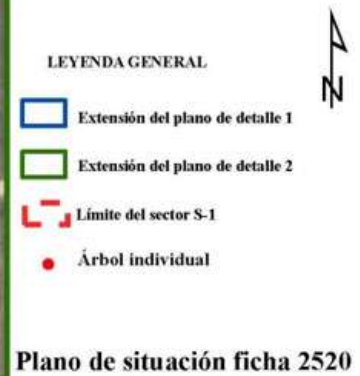 N
LEYENDA GENERAL
Extensión del plano de detalle 1
Extensión del plano de detalle 2
Límite del sector S-1
Árbol individual
Plano de situación ficha 2520